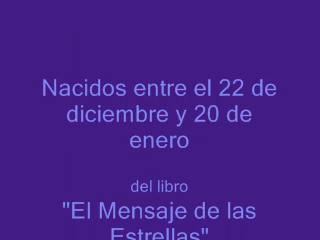 Nacidos entre el 22 de
diciembre y 20 de
enero
del libro
"El Mensaje de las
Estrellas"